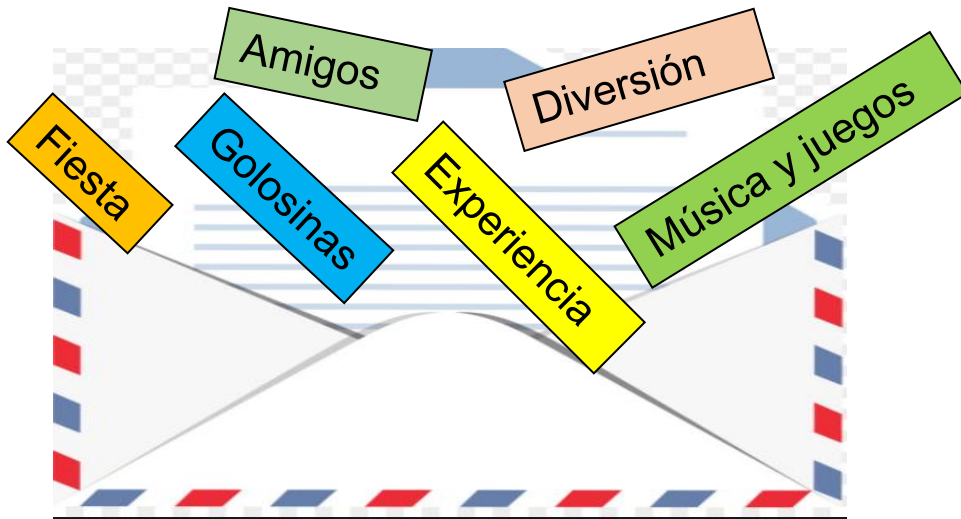 Amigos
Diversión
Fiesta
Golosinas
Experiencia
Música y juegos